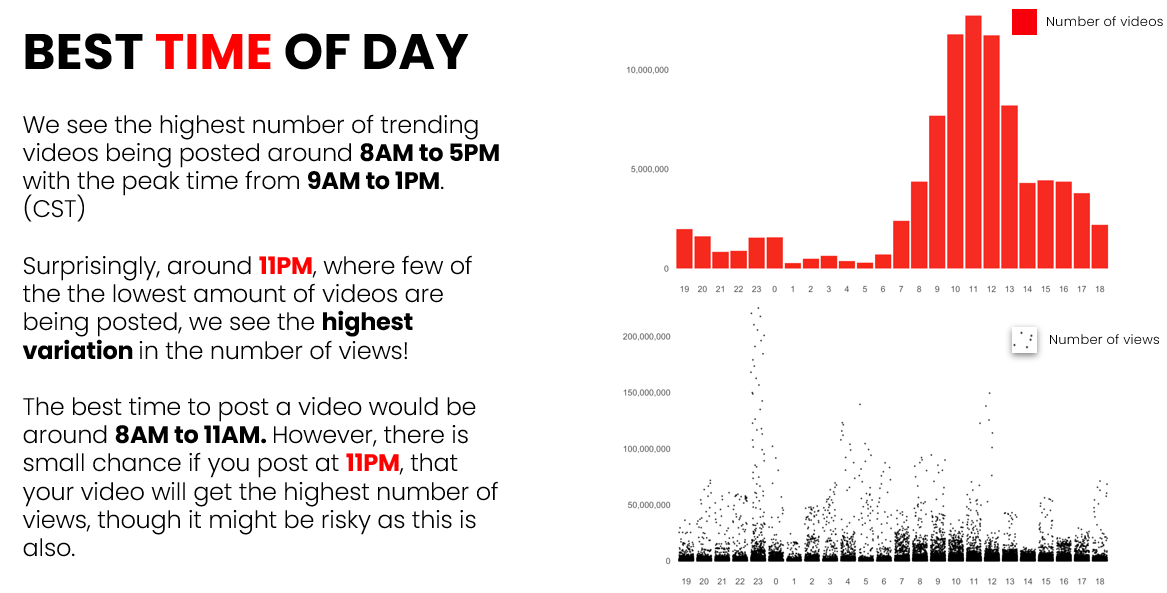 BEST TIME OF DAY
We see the highest number of trending
videos being posted around 8AM to 5PM
with the peak time from 9AM to 1PM.
(CST)
Surprisingly, around 11PM, where few of
the the lowest amount of videos are
being posted, we see the highest
variation in the number of views!
The best time to post a video would be
around 8AM to 11AM. However, there is
small chance if you post at 11PM, that
your video will get the highest number of
views, though it might be risky as this is
also.
Number of videos
10,000,000
5,000,000
0
19 20 21 22 23 0 1 2 3 4 5 6 7 8 9 10 11 12 13 14 15 16 17 18
Number of views
200,000,000
150,000,000
100,000,000
50,000,000
0
19 20 21 22 23 0 1 2 3 4 5 6 7 8 9 10 11 12 13 14 15 16 17 18